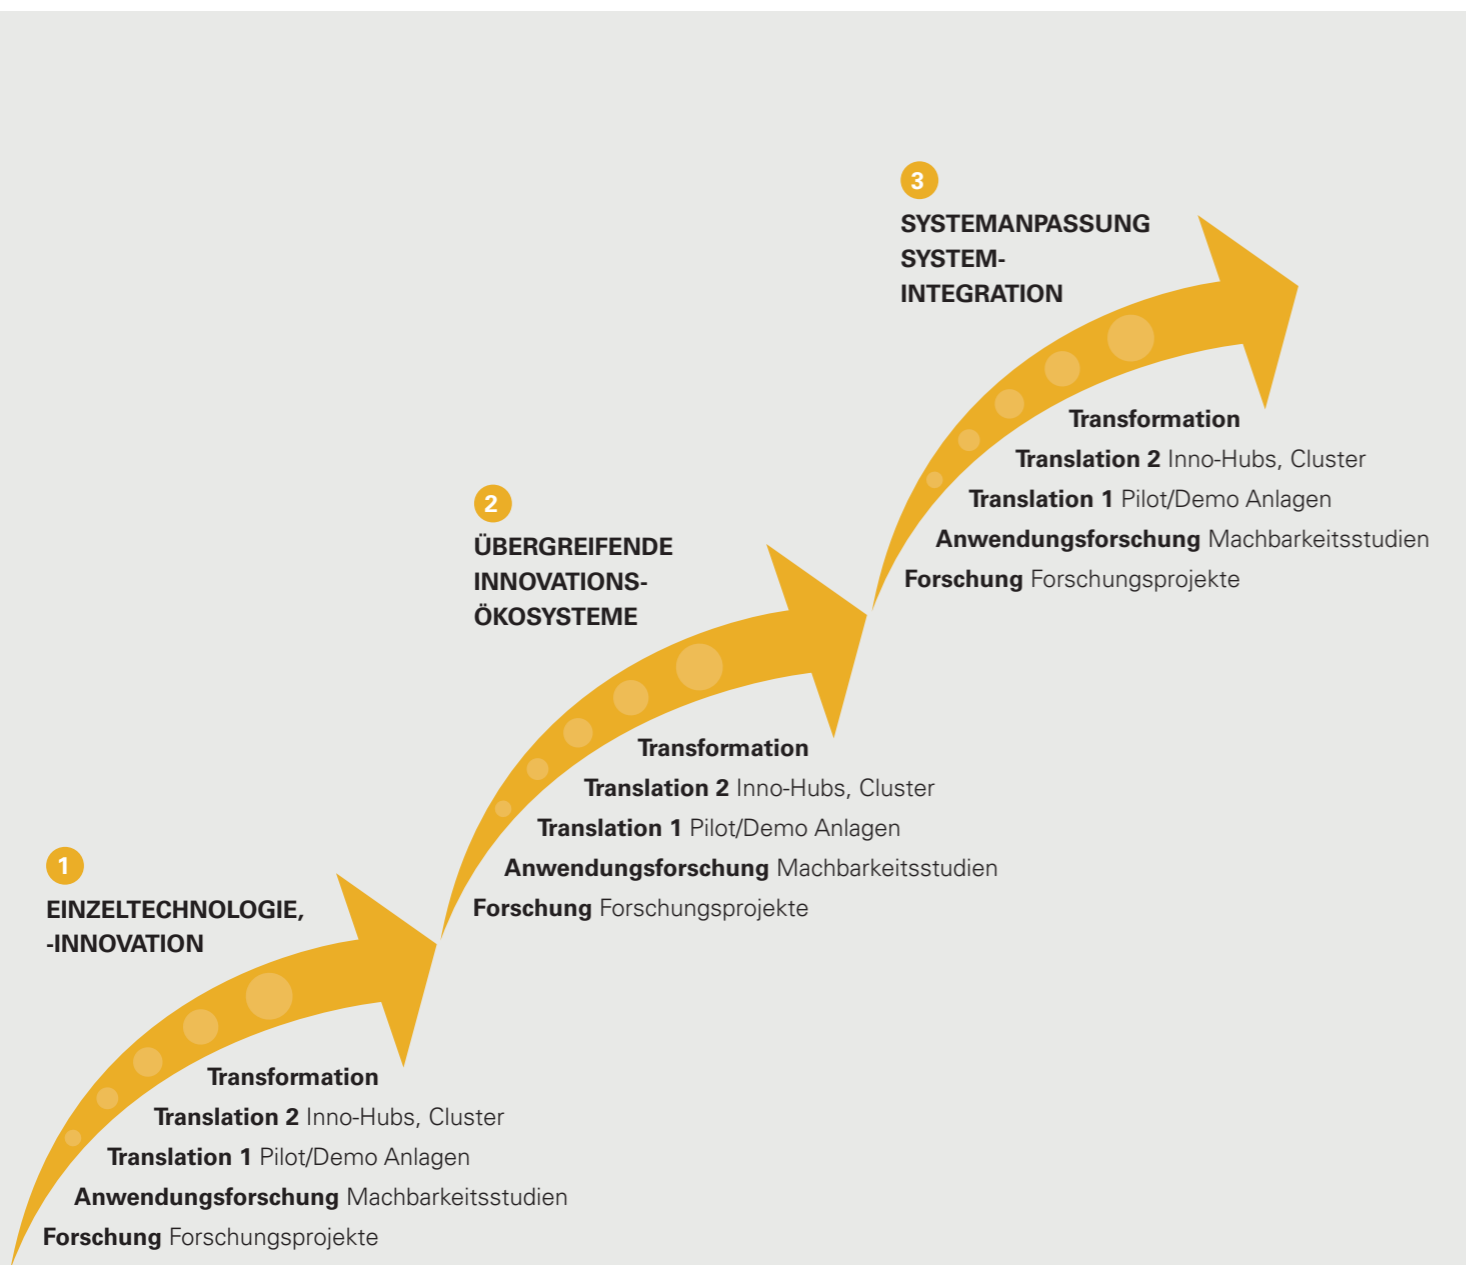 3
SYSTEMANPASSUNG
SYSTEM-
INTEGRATION
Transformation
Translation 2 Inno-Hubs, Cluster
Translation 1 Pilot/Demo Anlagen
Anwendungsforschung Machbarkeitsstudien
Forschung Forschungsprojekte
2
ÜBERGREIFENDE
INNOVATIONS-
ÖKOSYSTEME
Transformation
Translation 2 Inno-Hubs, Cluster
Translation 1 Pilot/Demo Anlagen
Anwendungsforschung Machbarkeitsstudien
Forschung Forschungsprojekte
1
EINZELTECHNOLOGIE,
-INNOVATION
Transformation
Translation 2 Inno-Hubs, Cluster
Translation 1 Pilot/Demo Anlagen
Anwendungsforschung Machbarkeitsstudien
Forschung Forschungsprojekte